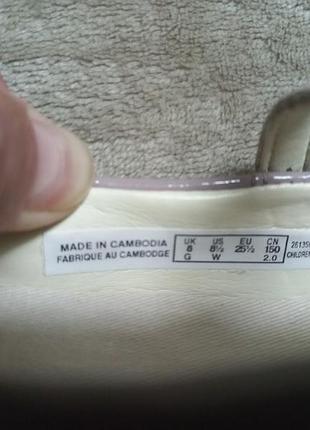 MADE IN CAMBODIA
FABRIQUE AU CAMBODGE
UK US EU CN
8 8½ 25½ 150
G W 2.0